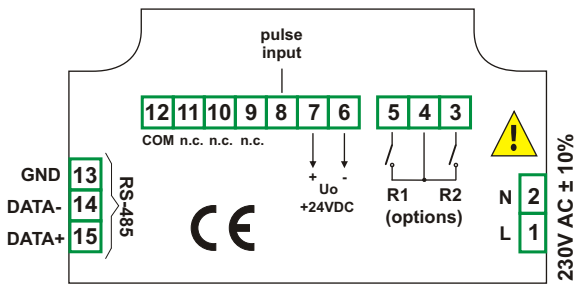 pulse
input
12 11 10 9 8 7 6
5 4 3
COM n.c. n.c. n.c.
+ -
Uo
+24VDC
R1 R2
(options)
GND 13
DATA- 14
DATA+ 15
RS-485
CE
!
N 2
L 1
230V AC ± 10%